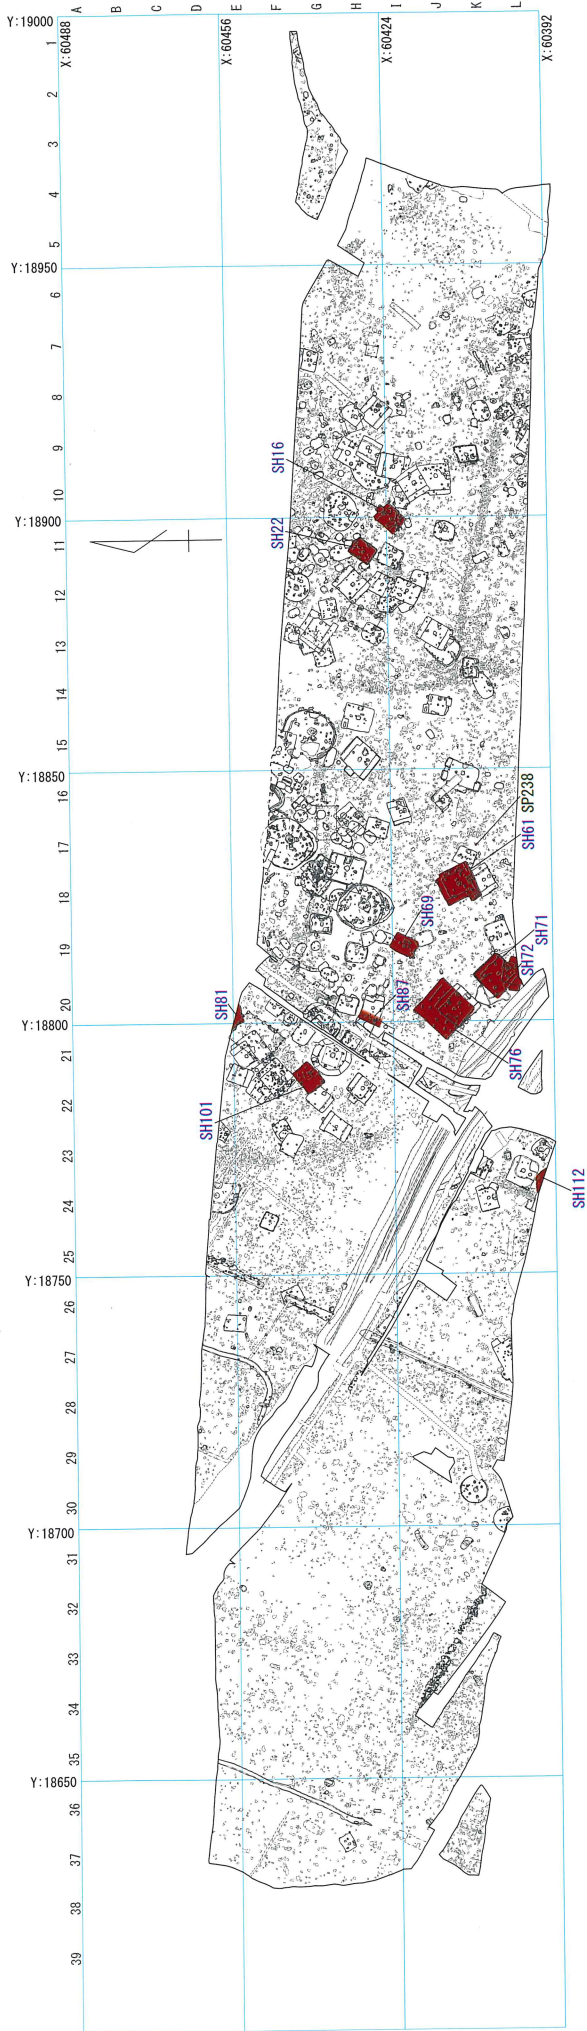 Y:19000
A
B
C
D
E
F
G
H
I
J
K
L
X:60488
X:60456
X:60424
X:60392
1
2
3
4
5
Y:18950
6
7
8
9
10
SH16
Y:18900
SH22
11
12
13
14
15
Y:18850
16
SP238
17
SH61
18
SH69
19
SH71
SH72
SH87
SH81
20
Y:18800
SH76
21
22
SH101
23
SH112
24
25
Y:18750
26
27
28
29
30
Y:18700
31
32
33
34
35
Y:18650
36
37
38
39